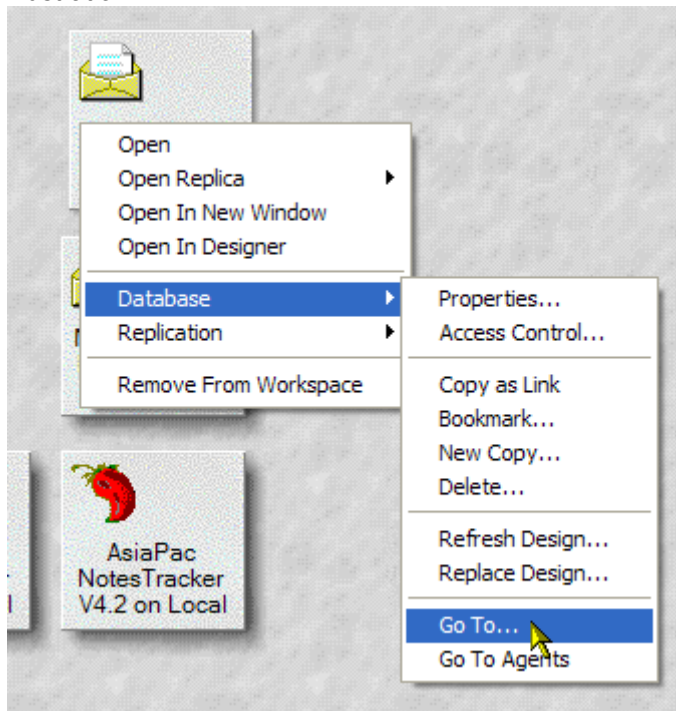 Open
Open Replica
Open In New Window
Open In Designer
Database
Replication
Remove From Workspace
Properties...
Access Control...
Copy as Link
Bookmark...
New Copy...
Delete...
Refresh Design...
Replace Design...
Go To...
Go To Agents
AsiaPac
NotesTracker
V4.2 on Local